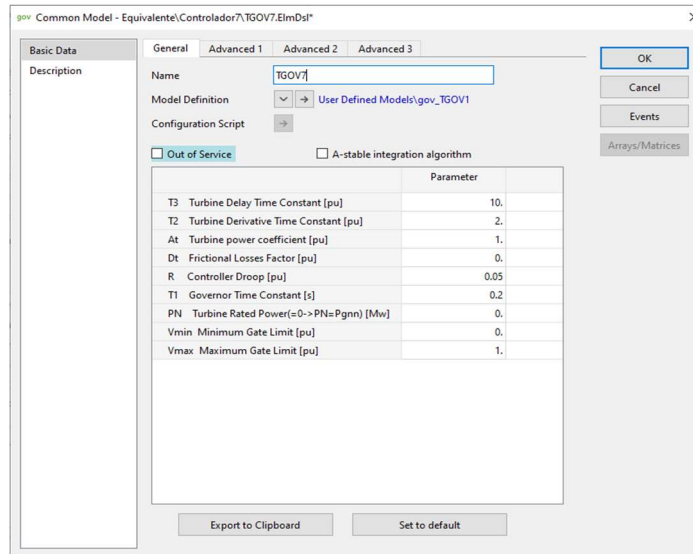 gov Common Model - Equivalente\Controlador7\TGOV7.ElmDsl*
Basic Data
Description
General Advanced 1 Advanced 2 Advanced 3
Name TGOV7
Model Definition User Defined Models\gov_TGOV1
Configuration Script
Out of Service A-stable integration algorithm
Parameter
T3 Turbine Delay Time Constant [pu] 10.
T2 Turbine Derivative Time Constant [pu] 2.
At Turbine power coefficient [pu] 1.
Dt Frictional Losses Factor [pu] 0.
R Controller Droop [pu] 0.05
T1 Governor Time Constant [s] 0.2
PN Turbine Rated Power(=0->PN=Pgnn) [Mw] 0.
Vmin Minimum Gate Limit [pu] 0.
Vmax Maximum Gate Limit [pu] 1.
Export to Clipboard Set to default
OK
Cancel
Events
Arrays/Matrices